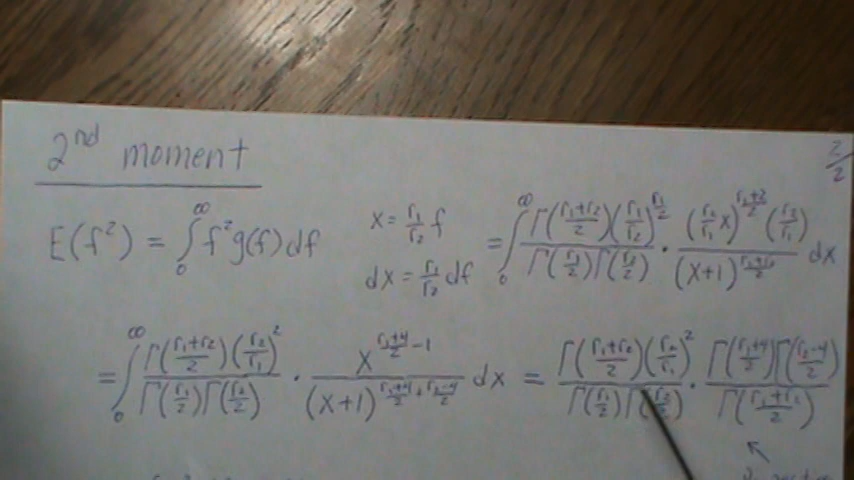 2nd moment
2/2
E(f²) = ∫₀^∞ f² g(f) df
x = r₁/r₂ f
dx = r₁/r₂ df
= ∫₀^∞ Γ((r₁+r₂)/2)(r₁/r₂)^(r₁/2) / Γ(r₁/2)Γ(r₂/2) · (r₂/r₁ x)^((r₁+2)/2) (r₂/r₁) / (x+1)^((r₁+r₂)/2) dx
= ∫₀^∞ Γ((r₁+r₂)/2)(r₂/r₁)² / Γ(r₁/2)Γ(r₂/2) · x^((r₁+4)/2 - 1) / (x+1)^((r₁+4)/2 + (r₂-4)/2) dx = Γ((r₁+r₂)/2)(r₂/r₁)² / Γ(r₁/2)Γ(r₂/2) · Γ((r₁+4)/2)Γ((r₂-4)/2) / Γ((r₁+r₂)/2)